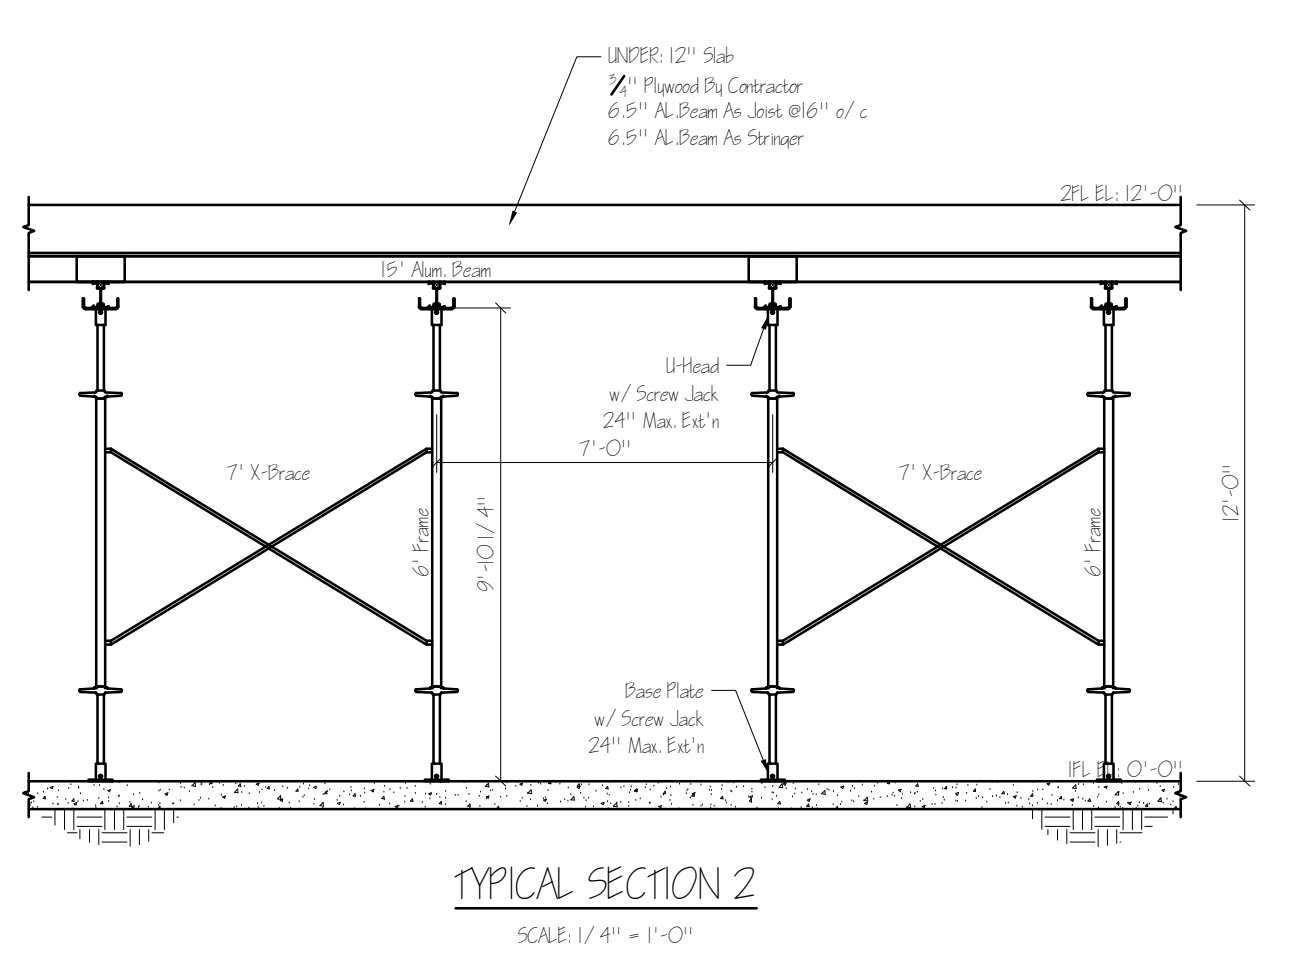 UNDER: 12" Slab
3/4" Plywood By Contractor
6.5" AL.Beam As Joist @16" o/ c
6.5" AL.Beam As Stringer
2FL EL: 12'-0"
15' Alum. Beam
U-Head
w/ Screw Jack
24" Max. Ext'n
7'-0"
7' X-Brace
7' X-Brace
12'-0"
6' Frame
9'-10 1/4"
6' Frame
Base Plate
w/ Screw Jack
24" Max. Ext'n
1FL EL: 0'-0"
TYPICAL SECTION 2
SCALE: 1/4" = 1'-0"